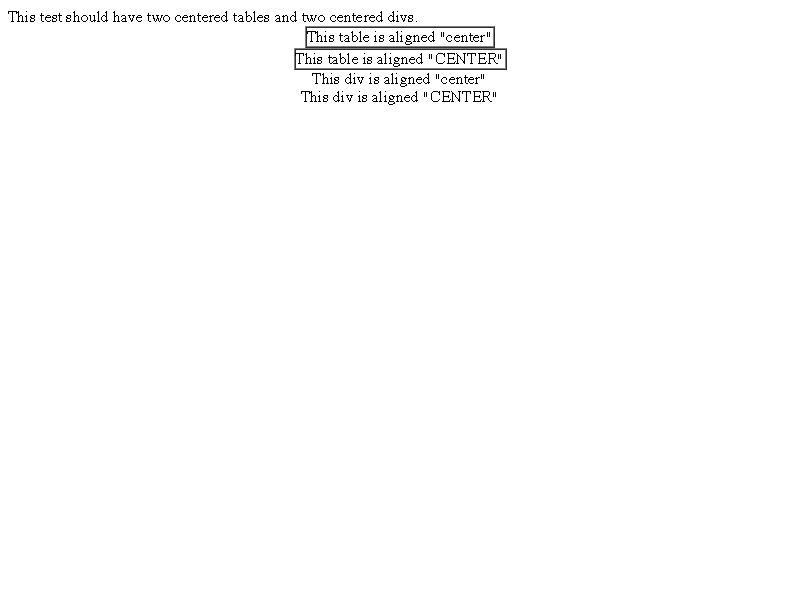 This test should have two centered tables and two centered divs.
This table is aligned "center"
This table is aligned "CENTER"
This div is aligned "center"
This div is aligned "CENTER"